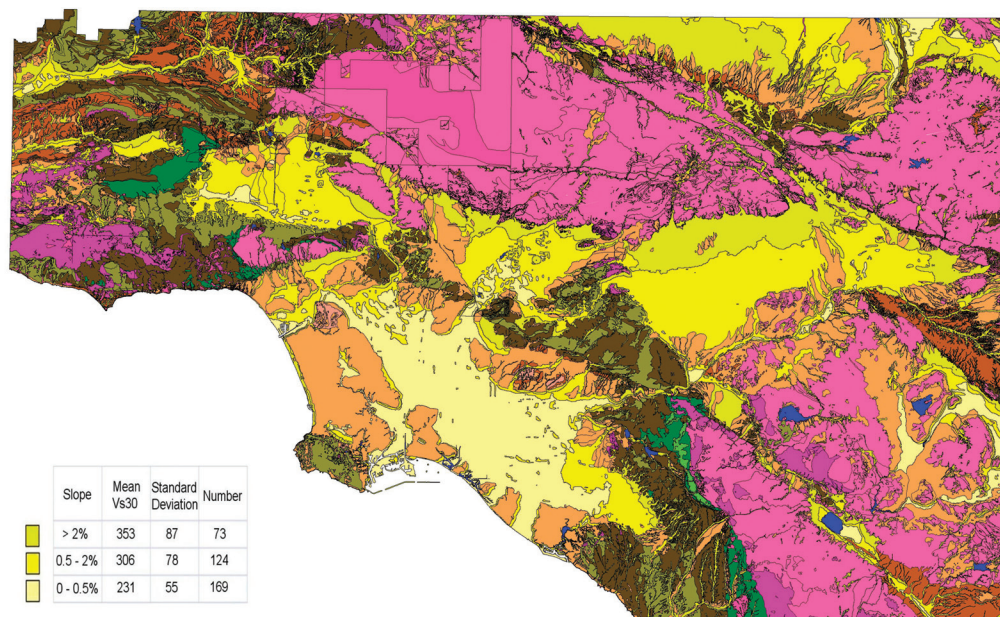 Slope Mean Vs30 Standard Deviation Number
> 2% 353 87 73
0.5 - 2% 306 78 124
0 - 0.5% 231 55 169